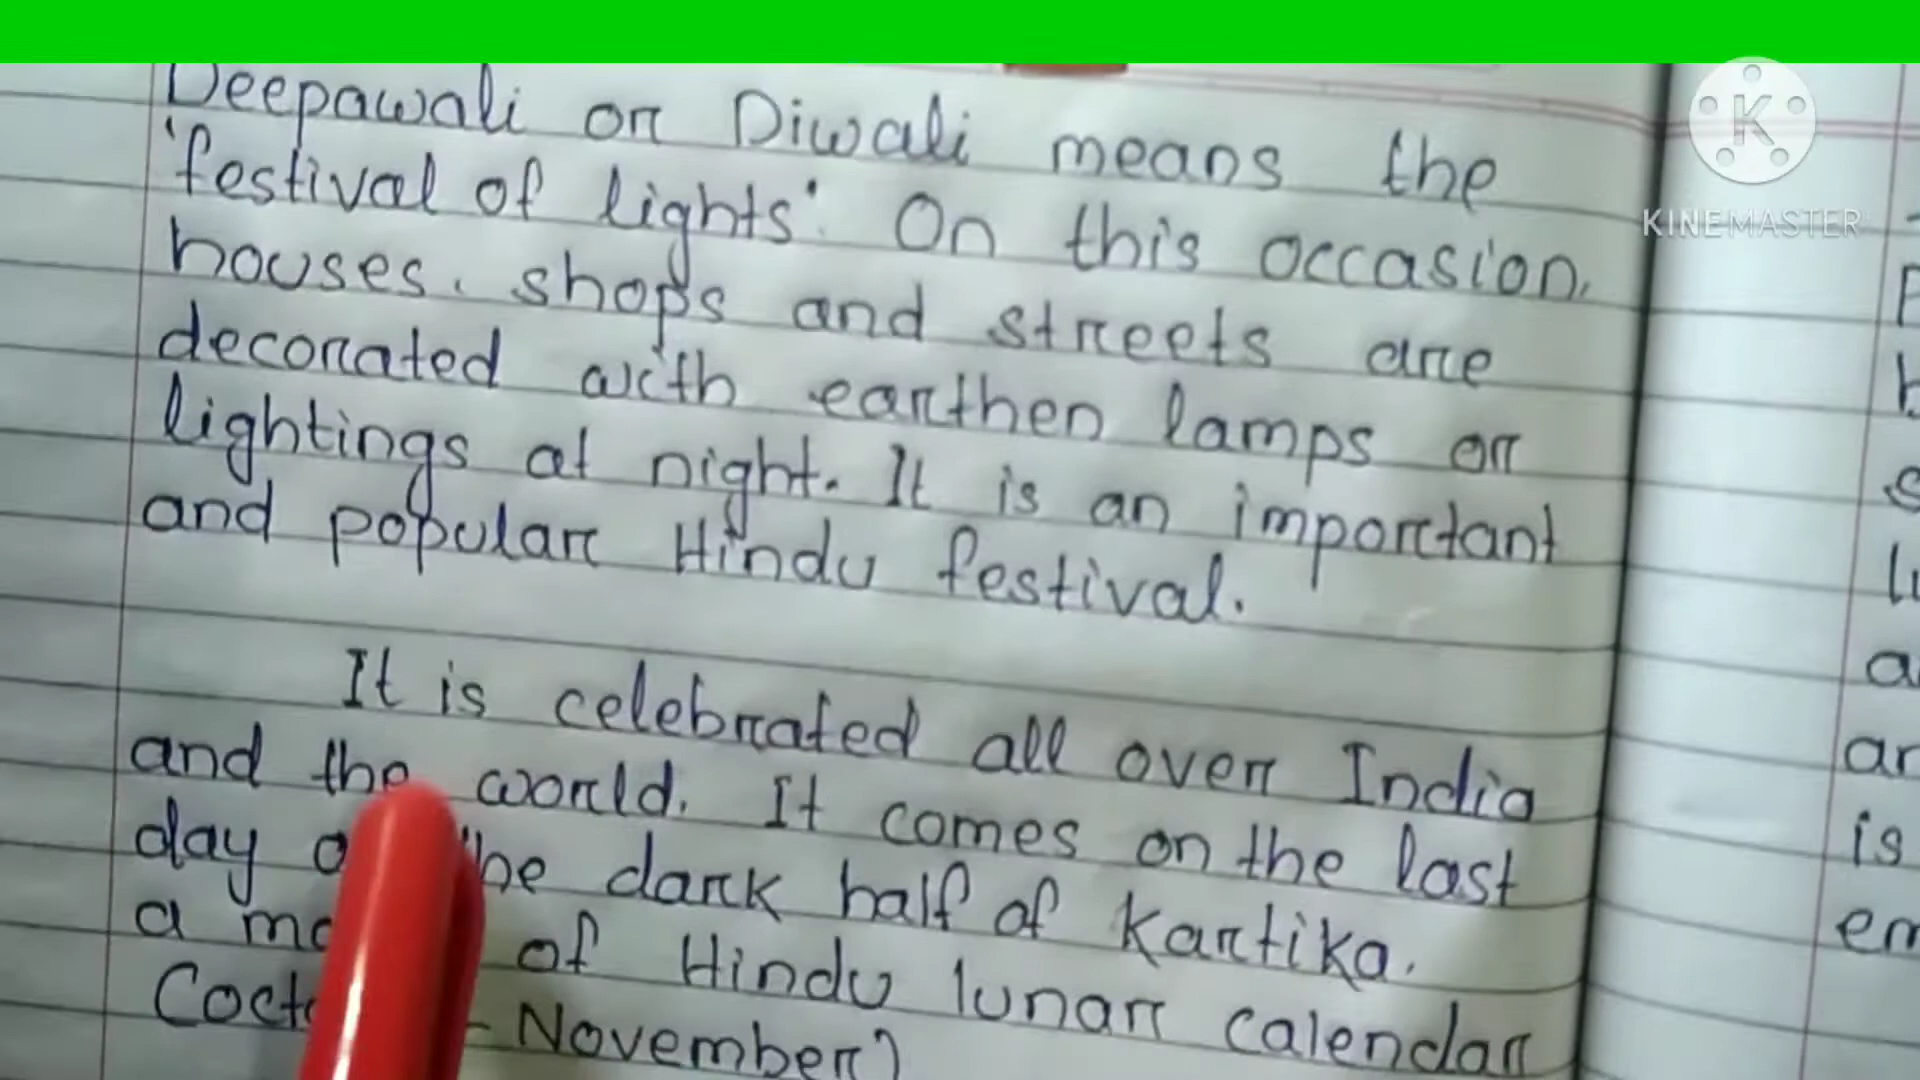 Deepawali or Diwali means the
'festival of lights'. On this occasion,
houses, shops and streets are
decorated with earthen lamps or
lightings at night. It is an important
and popular Hindu festival.
It is celebrated all over India
and the world. It comes on the last
day the dark half of Kartika,
a of Hindu lunar calendar
- November)
KINEMASTER